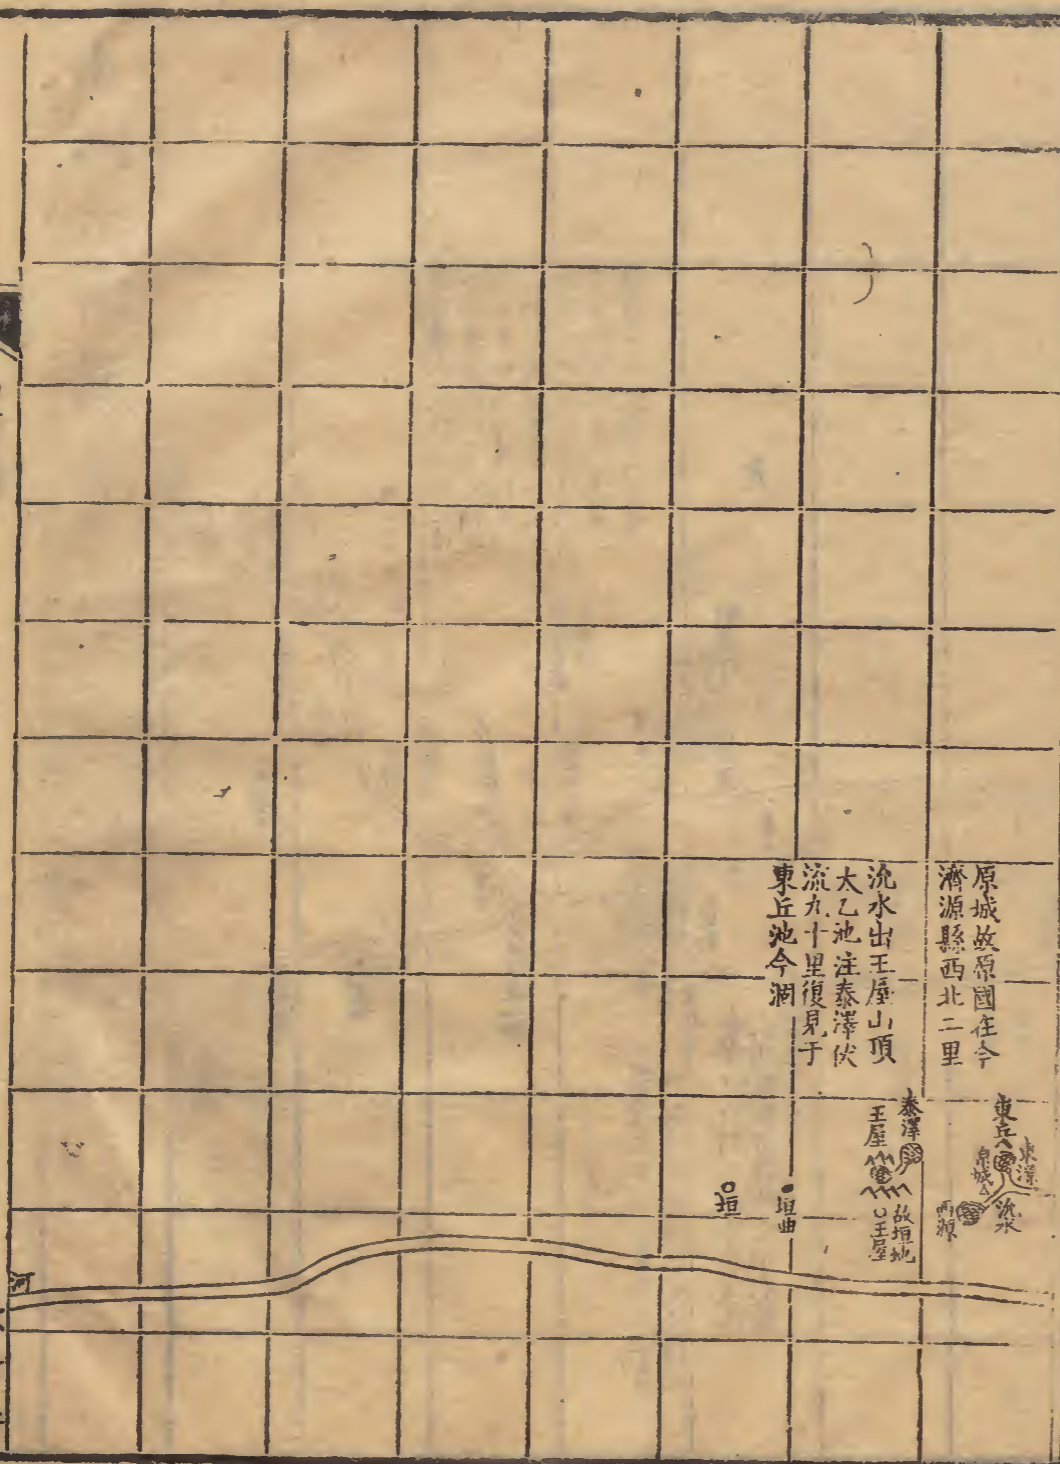 原城故原國在今
濟源縣西北二里
沇水出王屋山頂
太乙池注泰澤伏
流九十里復見于
東丘池今涸
東丘
東源
原城
沇水
西源
泰澤
王屋
故垣地
王屋
垣曲
垣
河